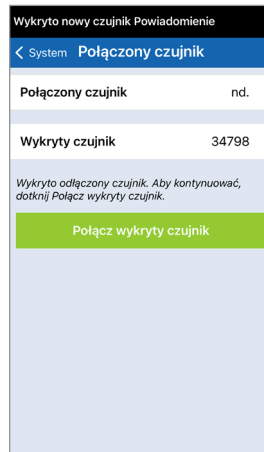 Wykryto nowy czujnik Powiadomienie
System Połączony czujnik
Połączony czujnik nd.
Wykryty czujnik 34798
Wykryto odłączony czujnik. Aby kontynuować,
dotknij Połącz wykryty czujnik.
Połącz wykryty czujnik